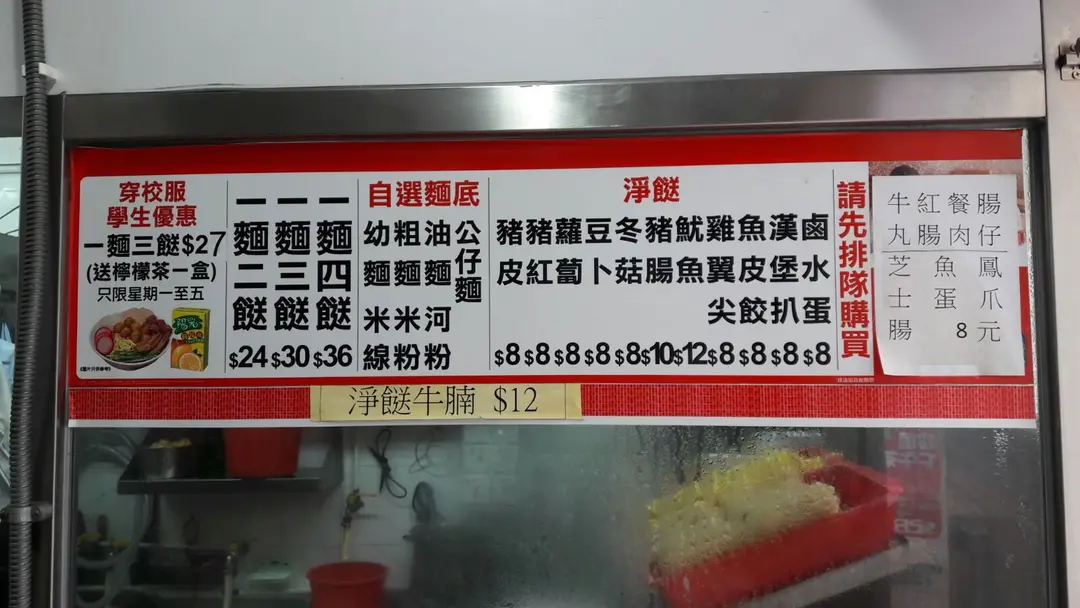 穿校服
學生優惠
一麵三餸$27
(送檸檬茶一盒)
只限星期一至五
一麵二餸 $24
一麵三餸 $30
一麵四餸 $36
自選麵底
幼麵
粗麵
油麵
公仔麵
米線
米粉
河粉
淨餸
豬皮 $8
豬紅 $8
蘿蔔 $8
豆卜 $8
冬菇 $8
豬腸 $10
魷魚 $12
雞翼尖 $8
魚皮餃 $8
漢堡扒 $8
鹵水蛋 $8
請先排隊購買
牛丸
紅腸
餐肉
腸仔
芝士腸
魚蛋
鳳爪
8元
淨餸牛腩 $12